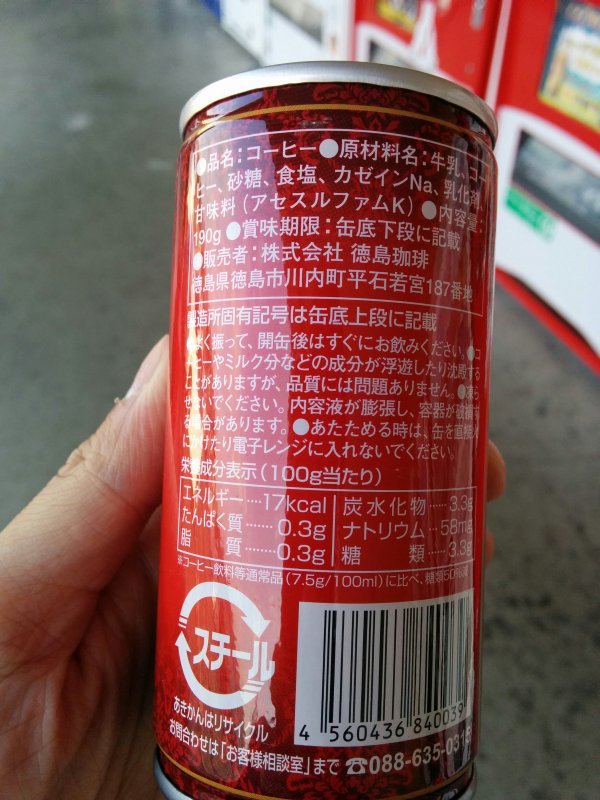 ●品名：コーヒー●原材料名：牛乳、コー
ヒー、砂糖、食塩、カゼインNa、乳化剤、
甘味料（アセスルファムK）●内容量：
190g●賞味期限：缶底下段に記載
●販売者：株式会社 徳島珈琲
徳島県徳島市川内町平石若宮187番地
製造所固有記号は缶底上段に記載
●よく振って、開缶後はすぐにお飲みください。●コ
ーヒーやミルク分などの成分が浮遊したり沈殿する
ことがありますが、品質には問題ありません。●凍ら
せないでください。内容液が膨張し、容器が破損す
る場合があります。●あたためる時は、缶を直接火
にかけたり電子レンジに入れないでください。
栄養成分表示（100g当たり）
エネルギー…17kcal 炭水化物…3.3g
たんぱく質……0.3g ナトリウム…58mg
脂 質……0.3g 糖 類…3.3g
※コーヒー飲料等通常品（7.5g/100ml）に比べ、糖類50%減
スチール
あきかんはリサイクル
4 560436 840039
お問合わせは「お客様相談室」まで ☎088-635-03